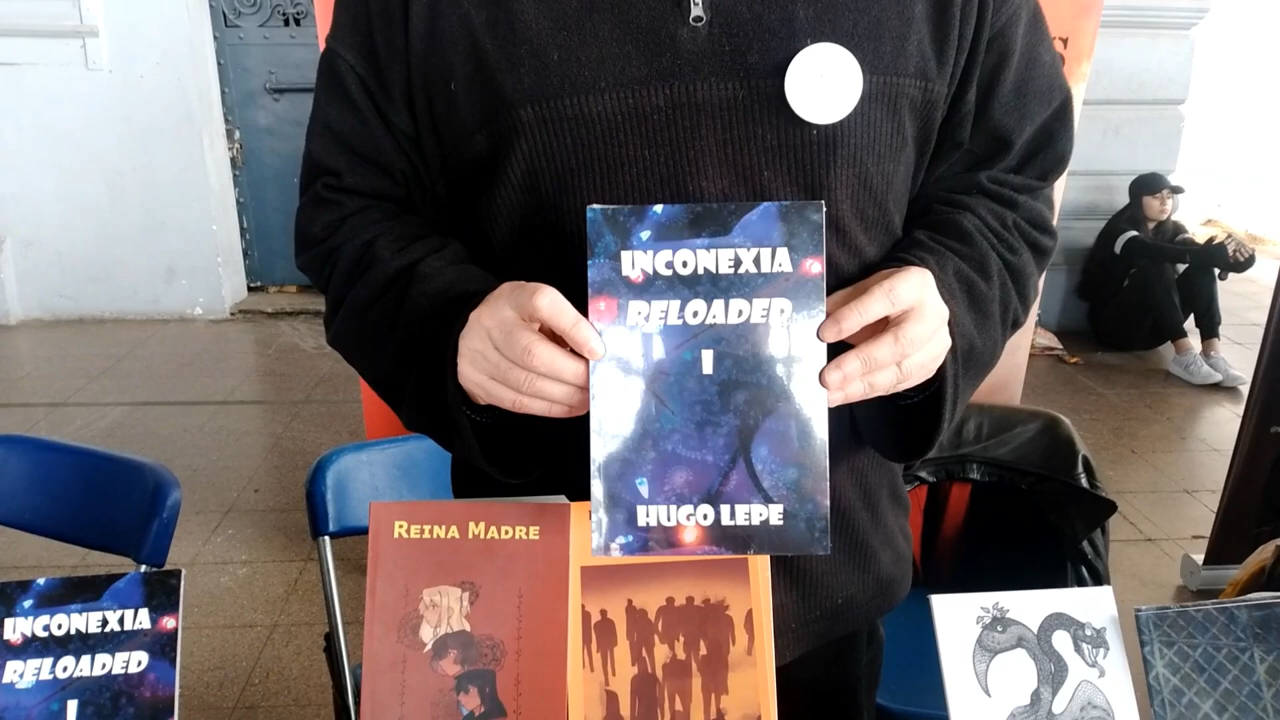 INCONEXIA
RELOADED
I
HUGO LEPE
REINA MADRE
INCONEXIA
RELOADED
I
S